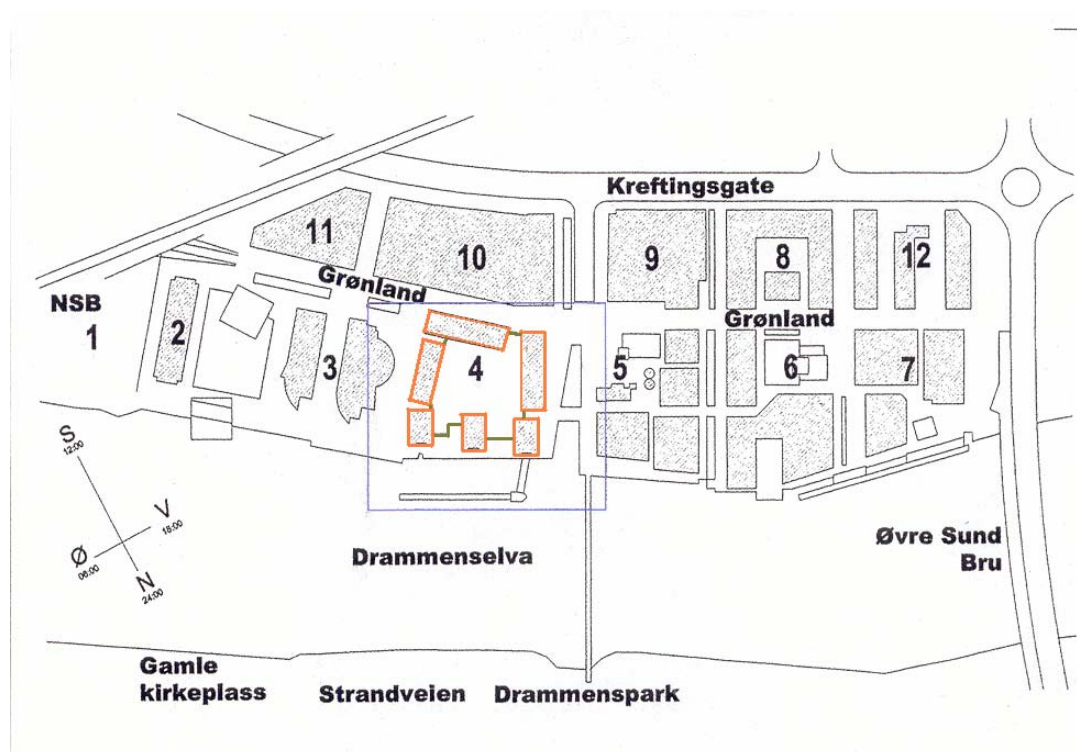 Kreftingsgate
11
10
9
8
12
Grønland
NSB
1
2
3
4
5
Grønland
6
7
S
12:00
V
18:00
Ø
06:00
N
24:00
Drammenselva
Øvre Sund
Bru
Gamle
kirkeplass
Strandveien
Drammenspark